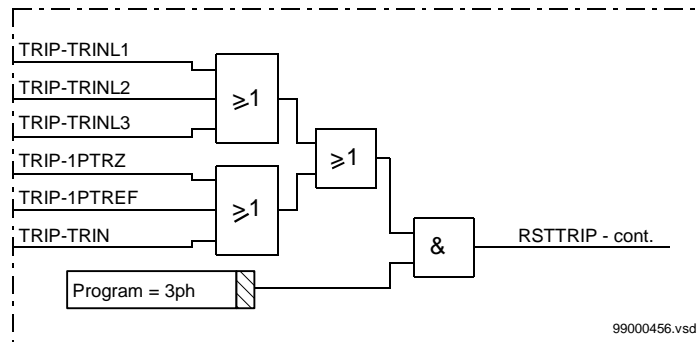 TRIP-TRINL1
TRIP-TRINL2
≥1
TRIP-TRINL3
≥1
TRIP-1PTRZ
TRIP-1PTREF
≥1
TRIP-TRIN
&
RSTTRIP - cont.
Program = 3ph
99000456.vsd